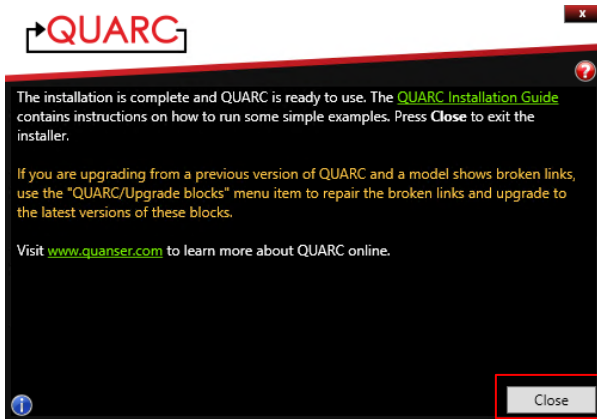 QUARC
x
?
The installation is complete and QUARC is ready to use. The QUARC Installation Guide
contains instructions on how to run some simple examples. Press Close to exit the
installer.
If you are upgrading from a previous version of QUARC and a model shows broken links,
use the "QUARC/Upgrade blocks" menu item to repair the broken links and upgrade to
the latest versions of these blocks.
Visit www.quanser.com to learn more about QUARC online.
i
Close